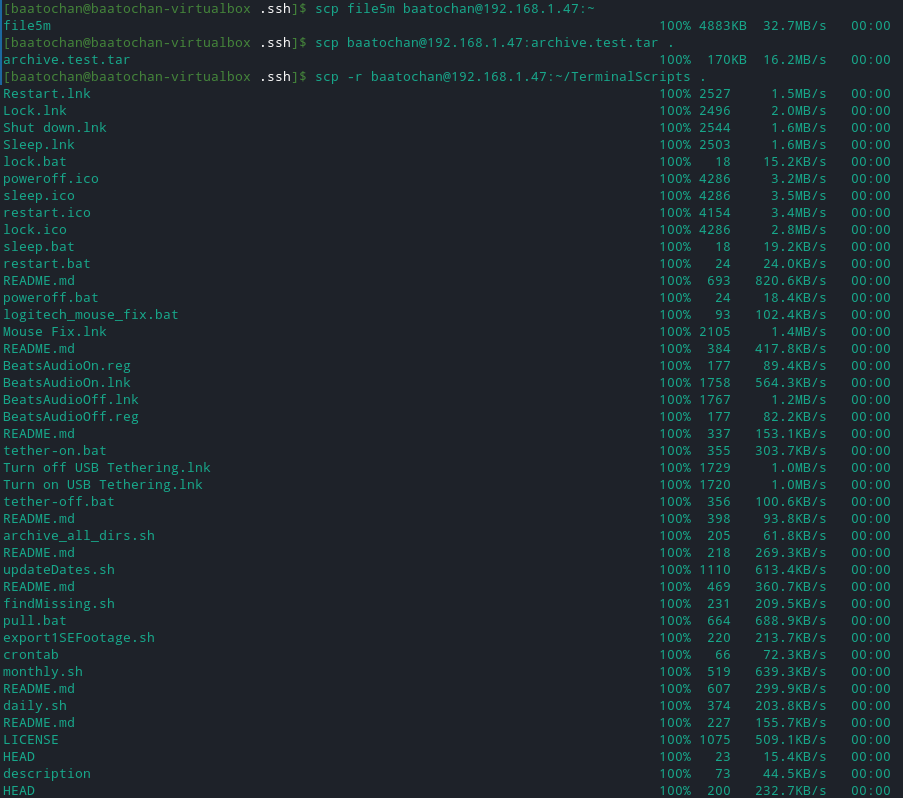 [baatochan@baatochan-virtualbox .ssh]$ scp file5m baatochan@192.168.1.47:~
file5m 100% 4883KB 32.7MB/s 00:00
[baatochan@baatochan-virtualbox .ssh]$ scp baatochan@192.168.1.47:archive.test.tar .
archive.test.tar 100% 170KB 16.2MB/s 00:00
[baatochan@baatochan-virtualbox .ssh]$ scp -r baatochan@192.168.1.47:~/TerminalScripts .
Restart.lnk 100% 2527 1.5MB/s 00:00
Lock.lnk 100% 2496 2.0MB/s 00:00
Shut down.lnk 100% 2544 1.6MB/s 00:00
Sleep.lnk 100% 2503 1.6MB/s 00:00
lock.bat 100% 18 15.2KB/s 00:00
poweroff.ico 100% 4286 3.2MB/s 00:00
sleep.ico 100% 4286 3.5MB/s 00:00
restart.ico 100% 4154 3.4MB/s 00:00
lock.ico 100% 4286 2.8MB/s 00:00
sleep.bat 100% 18 19.2KB/s 00:00
restart.bat 100% 24 24.0KB/s 00:00
README.md 100% 693 820.6KB/s 00:00
poweroff.bat 100% 24 18.4KB/s 00:00
logitech_mouse_fix.bat 100% 93 102.4KB/s 00:00
Mouse Fix.lnk 100% 2105 1.4MB/s 00:00
README.md 100% 384 417.8KB/s 00:00
BeatsAudioOn.reg 100% 177 89.4KB/s 00:00
BeatsAudioOn.lnk 100% 1758 564.3KB/s 00:00
BeatsAudioOff.lnk 100% 1767 1.2MB/s 00:00
BeatsAudioOff.reg 100% 177 82.2KB/s 00:00
README.md 100% 337 153.1KB/s 00:00
tether-on.bat 100% 355 303.7KB/s 00:00
Turn off USB Tethering.lnk 100% 1729 1.0MB/s 00:00
Turn on USB Tethering.lnk 100% 1720 1.0MB/s 00:00
tether-off.bat 100% 356 100.6KB/s 00:00
README.md 100% 398 93.8KB/s 00:00
archive_all_dirs.sh 100% 205 61.8KB/s 00:00
README.md 100% 218 269.3KB/s 00:00
updateDates.sh 100% 1110 613.4KB/s 00:00
README.md 100% 469 360.7KB/s 00:00
findMissing.sh 100% 231 209.5KB/s 00:00
pull.bat 100% 664 688.9KB/s 00:00
export1SEFootage.sh 100% 220 213.7KB/s 00:00
crontab 100% 66 72.3KB/s 00:00
monthly.sh 100% 519 639.3KB/s 00:00
README.md 100% 607 299.9KB/s 00:00
daily.sh 100% 374 203.8KB/s 00:00
README.md 100% 227 155.7KB/s 00:00
LICENSE 100% 1075 509.1KB/s 00:00
HEAD 100% 23 15.4KB/s 00:00
description 100% 73 44.5KB/s 00:00
HEAD 100% 200 232.7KB/s 00:00